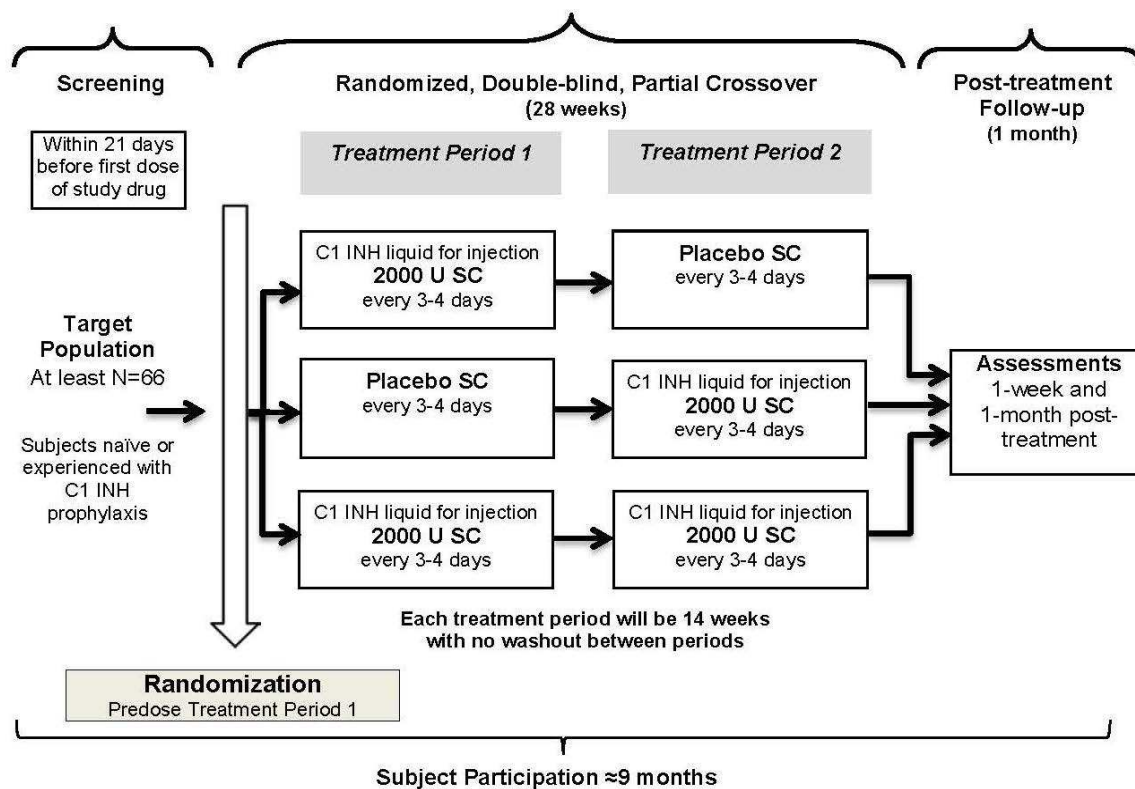 Screening
Within 21 days
before first dose
of study drug
Randomized, Double-blind, Partial Crossover
(28 weeks)
Post-treatment
Follow-up
(1 month)
Treatment Period 1
Treatment Period 2
Target
Population
At least N=66
Subjects naïve or
experienced with
C1 INH
prophylaxis
C1 INH liquid for injection
2000 U SC
every 3-4 days
Placebo SC
every 3-4 days
Placebo SC
every 3-4 days
C1 INH liquid for injection
2000 U SC
every 3-4 days
C1 INH liquid for injection
2000 U SC
every 3-4 days
C1 INH liquid for injection
2000 U SC
every 3-4 days
Assessments
1-week and
1-month post-
treatment
Each treatment period will be 14 weeks
with no washout between periods
Randomization
Predose Treatment Period 1
Subject Participation ≈9 months